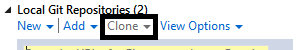 Local Git Repositories (2)
New | Add | Clone | View Options